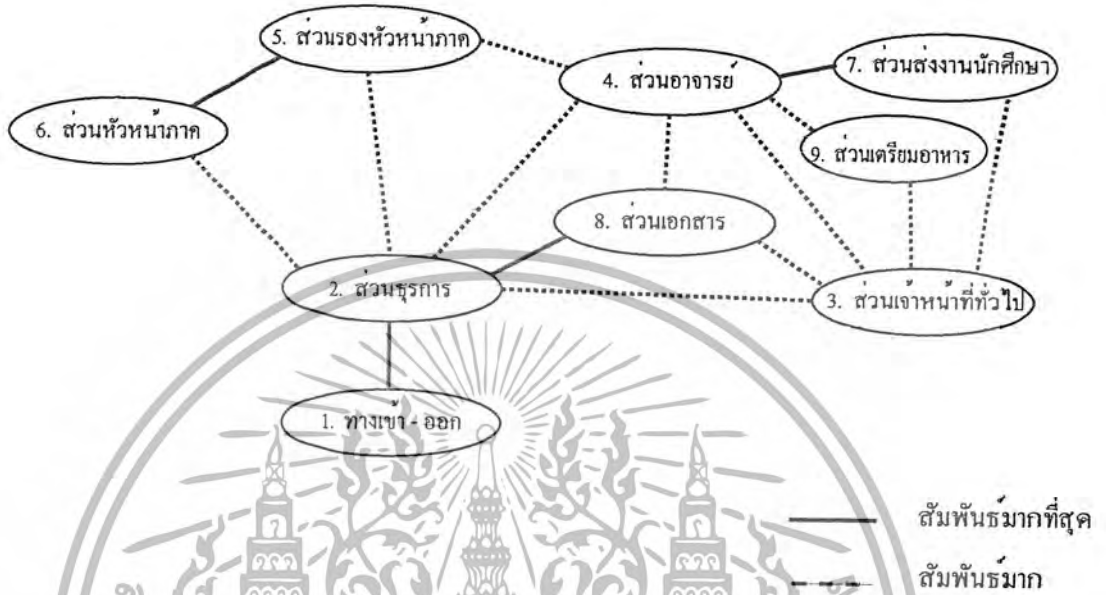 5. ส่วนรองหัวหน้าภาค
4. ส่วนอาจารย์
7. ส่วนส่งงานนักศึกษา
6. ส่วนหัวหน้าภาค
9. ส่วนเตรียมอาหาร
8. ส่วนเอกสาร
2. ส่วนธุรการ
3. ส่วนเจ้าหน้าที่ทั่วไป
1. ทางเข้า - ออก
สัมพันธ์มากที่สุด
สัมพันธ์มาก